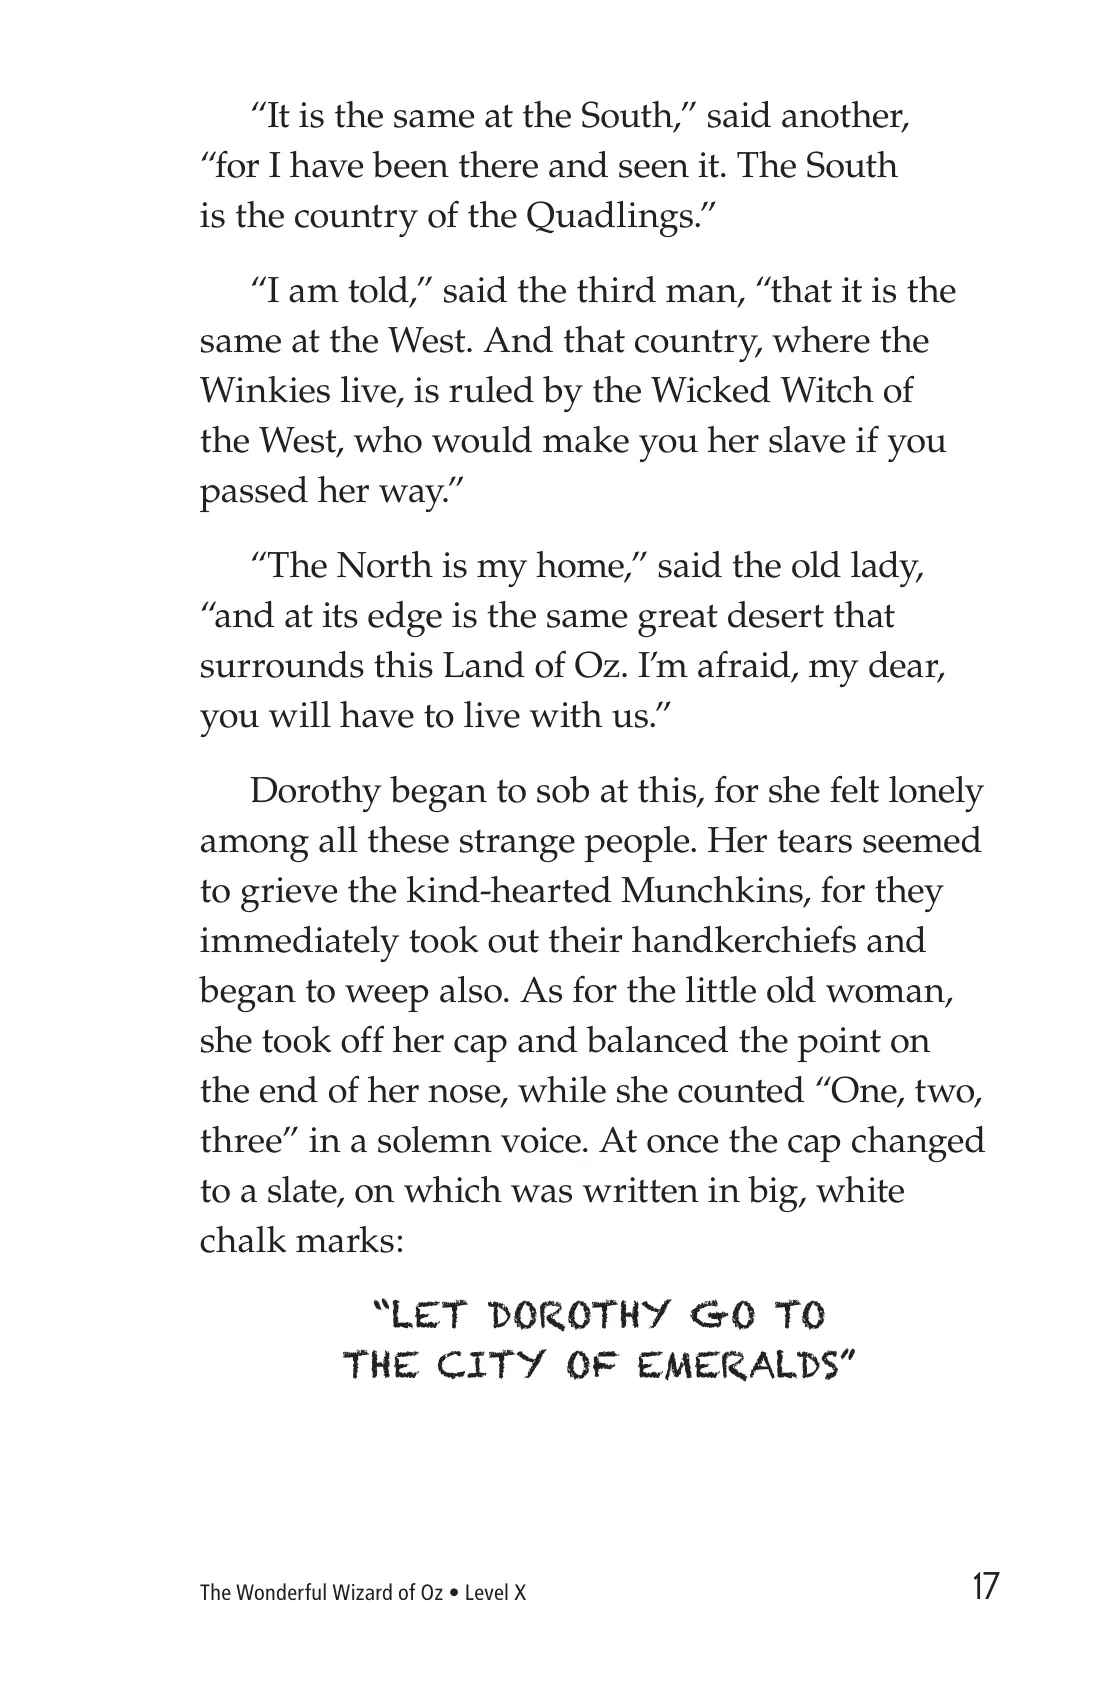 “It is the same at the South,” said another,
“for I have been there and seen it. The South
is the country of the Quadlings.”
“I am told,” said the third man, “that it is the
same at the West. And that country, where the
Winkies live, is ruled by the Wicked Witch of
the West, who would make you her slave if you
passed her way.”
“The North is my home,” said the old lady,
“and at its edge is the same great desert that
surrounds this Land of Oz. I’m afraid, my dear,
you will have to live with us.”
Dorothy began to sob at this, for she felt lonely
among all these strange people. Her tears seemed
to grieve the kind-hearted Munchkins, for they
immediately took out their handkerchiefs and
began to weep also. As for the little old woman,
she took off her cap and balanced the point on
the end of her nose, while she counted “One, two,
three” in a solemn voice. At once the cap changed
to a slate, on which was written in big, white
chalk marks:
“LET DOROTHY GO TO
THE CITY OF EMERALDS”
The Wonderful Wizard of Oz • Level X 17